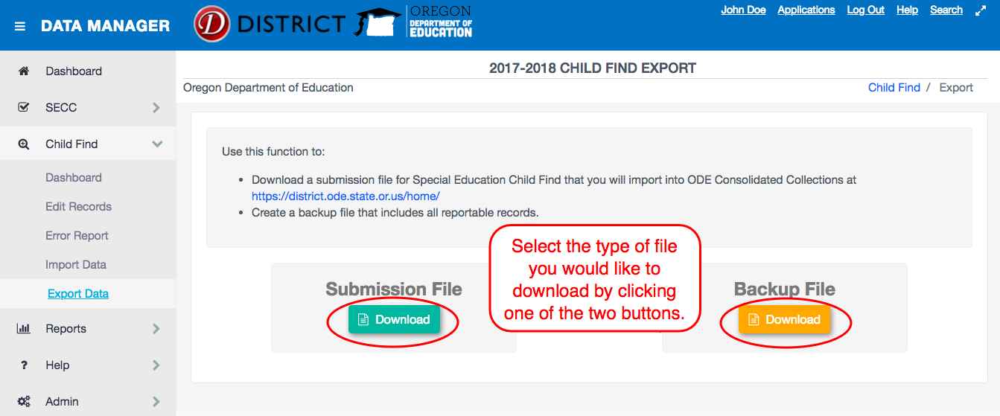 John Doe Applications Log Out Help Search
DATA MANAGER
D DISTRICT
OREGON
DEPARTMENT OF
EDUCATION
Dashboard
SECC
Child Find
Dashboard
Edit Records
Error Report
Import Data
Export Data
Reports
? Help
Admin
2017-2018 CHILD FIND EXPORT
Oregon Department of Education
Child Find / Export
Use this function to:
• Download a submission file for Special Education Child Find that you will import into ODE Consolidated Collections at
https://district.ode.state.or.us/home/
• Create a backup file that includes all reportable records.
Select the type of file
you would like to
download by clicking
one of the two buttons.
Submission File
Download
Backup File
Download